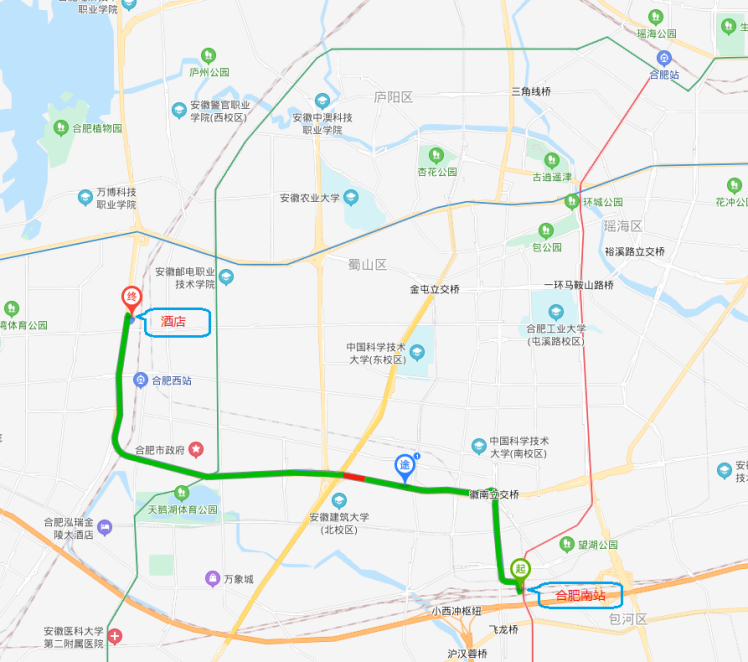 职业学院
瑶海公园
庐州公园
合肥站
安徽警官职业
学院(西校区)
庐阳区
三角线桥
安徽中澳科技
职业学院
合肥植物园
杏花公园
古逍遥津
万博科技
职业学院
安徽农业大学
环城公园
花冲公
瑶海区
包公园
裕溪路立交桥
蜀山区
安徽邮电职业
技术学院
金屯立交桥
一环马鞍山路桥
终
酒店
湾体育公园
合肥工业大学
(屯溪路校区)
中国科学技术
大学(东校区)
合肥西站
合肥市政府
中国科学技术
大学(南校区)
途
安
技术
徽南立交桥
天鹅湖体育公园
安徽建筑大学
(北校区)
合肥泓瑞金
陵大酒店
望湖公园
起
万象城
合肥南站
小西冲枢纽
包河区
飞龙桥
安徽医科大学
第二附属医院
沪汉蓉桥